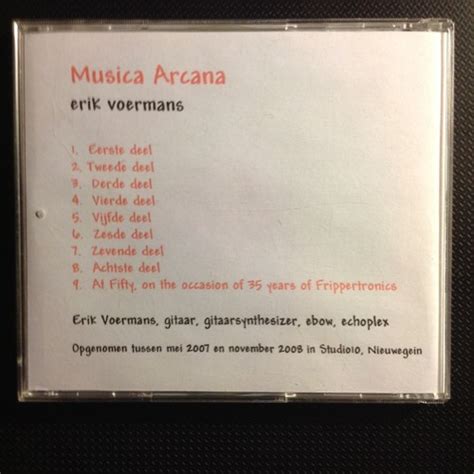 Musica Arcana
erik voermans
1. Eerste deel
2. Tweede deel
3. Derde deel
4. Vierde deel
5. Vijfde deel
6. Zesde deel
7. Zevende deel
8. Achtste deel
9. At Fifty, on the occasion of 35 years of Frippertronics
Erik Voermans, gitaar, gitaarsynthesizer, ebow, echoplex
Opgenomen tussen mei 2007 en november 2008 in Studio10, Nieuwegein